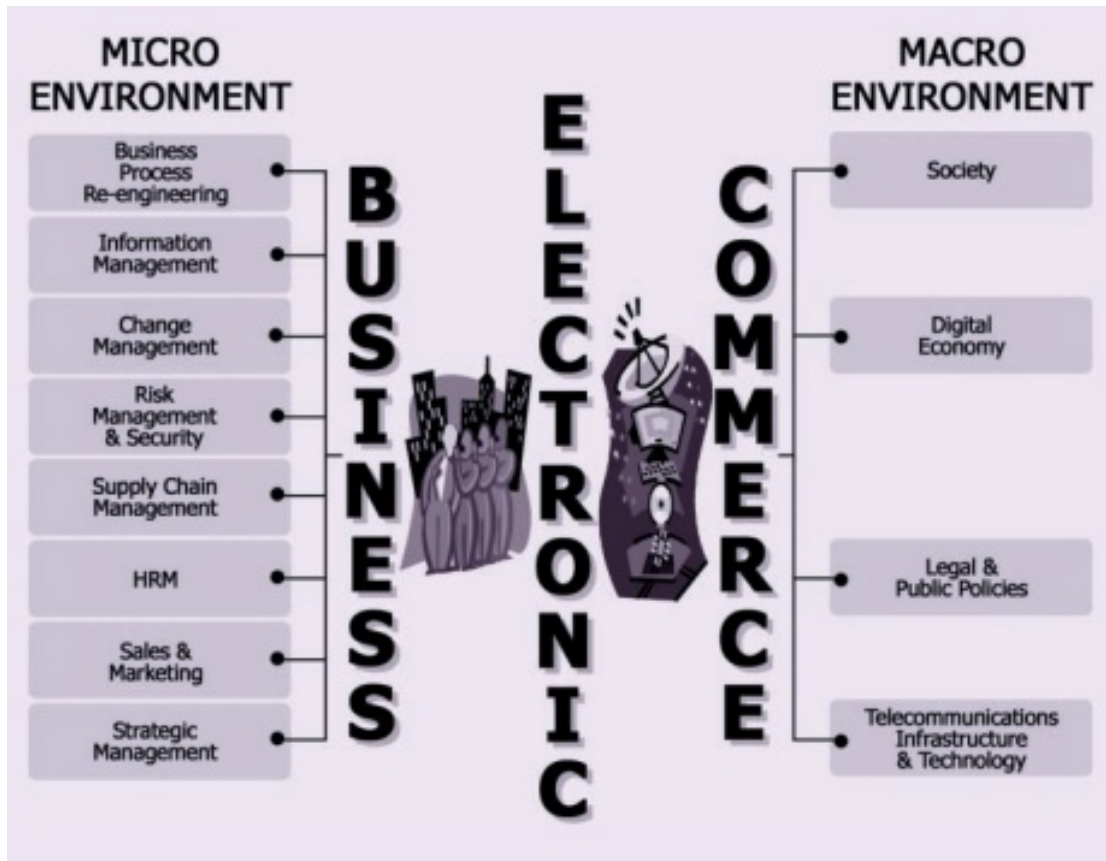 MICRO
ENVIRONMENT
Business
Process
Re-engineering
Information
Management
Change
Management
Risk
Management
& Security
Supply Chain
Management
HRM
Sales &
Marketing
Strategic
Management
BUSINESS
ELECTRONIC
COMMERCE
MACRO
ENVIRONMENT
Society
Digital
Economy
Legal &
Public Policies
Telecommunications
Infrastructure
& Technology